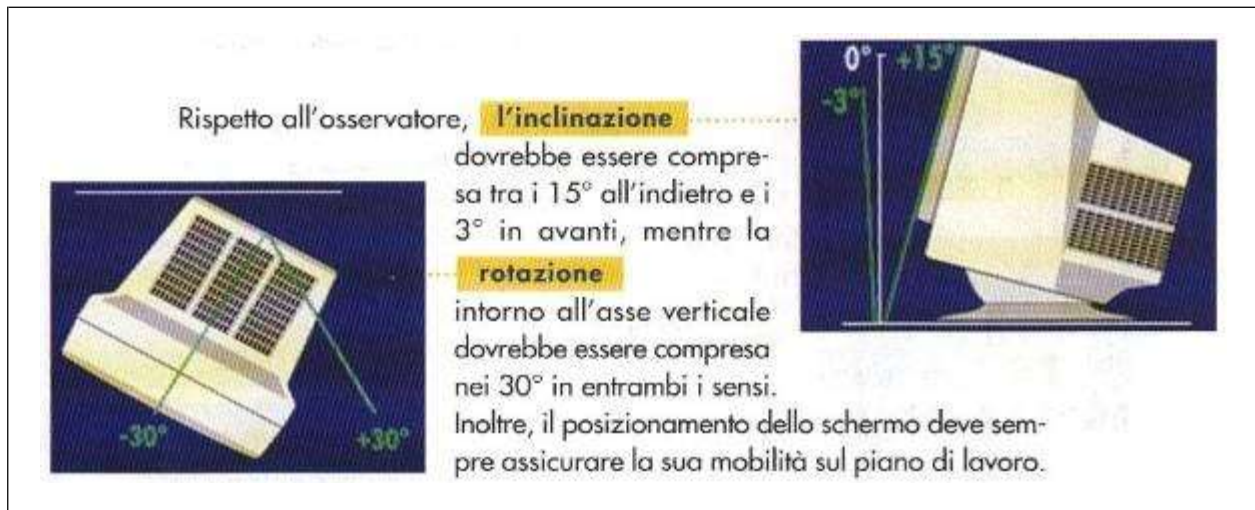 0° +15°
-3°
Rispetto all'osservatore, l'inclinazione
dovrebbe essere compre-
sa tra i 15° all'indietro e i
3° in avanti, mentre la
rotazione
intorno all'asse verticale
dovrebbe essere compresa
nei 30° in entrambi i sensi.
Inoltre, il posizionamento dello schermo deve sem-
pre assicurare la sua mobilità sul piano di lavoro.
-30° +30°